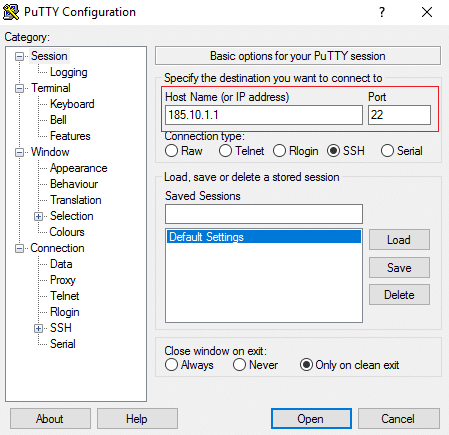 PuTTY Configuration
?
Category:
Session
Logging
Terminal
Keyboard
Bell
Features
Window
Appearance
Behaviour
Translation
Selection
Colours
Connection
Data
Proxy
Telnet
Rlogin
SSH
Serial
Basic options for your PuTTY session
Specify the destination you want to connect to
Host Name (or IP address) Port
185.10.1.1 22
Connection type:
Raw Telnet Rlogin SSH Serial
Load, save or delete a stored session
Saved Sessions
Default Settings
Load
Save
Delete
Close window on exit:
Always Never Only on clean exit
About Help Open Cancel